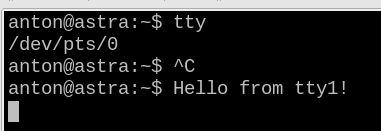 anton@astra:~$ tty
/dev/pts/0
anton@astra:~$ ^C
anton@astra:~$ Hello from tty1!